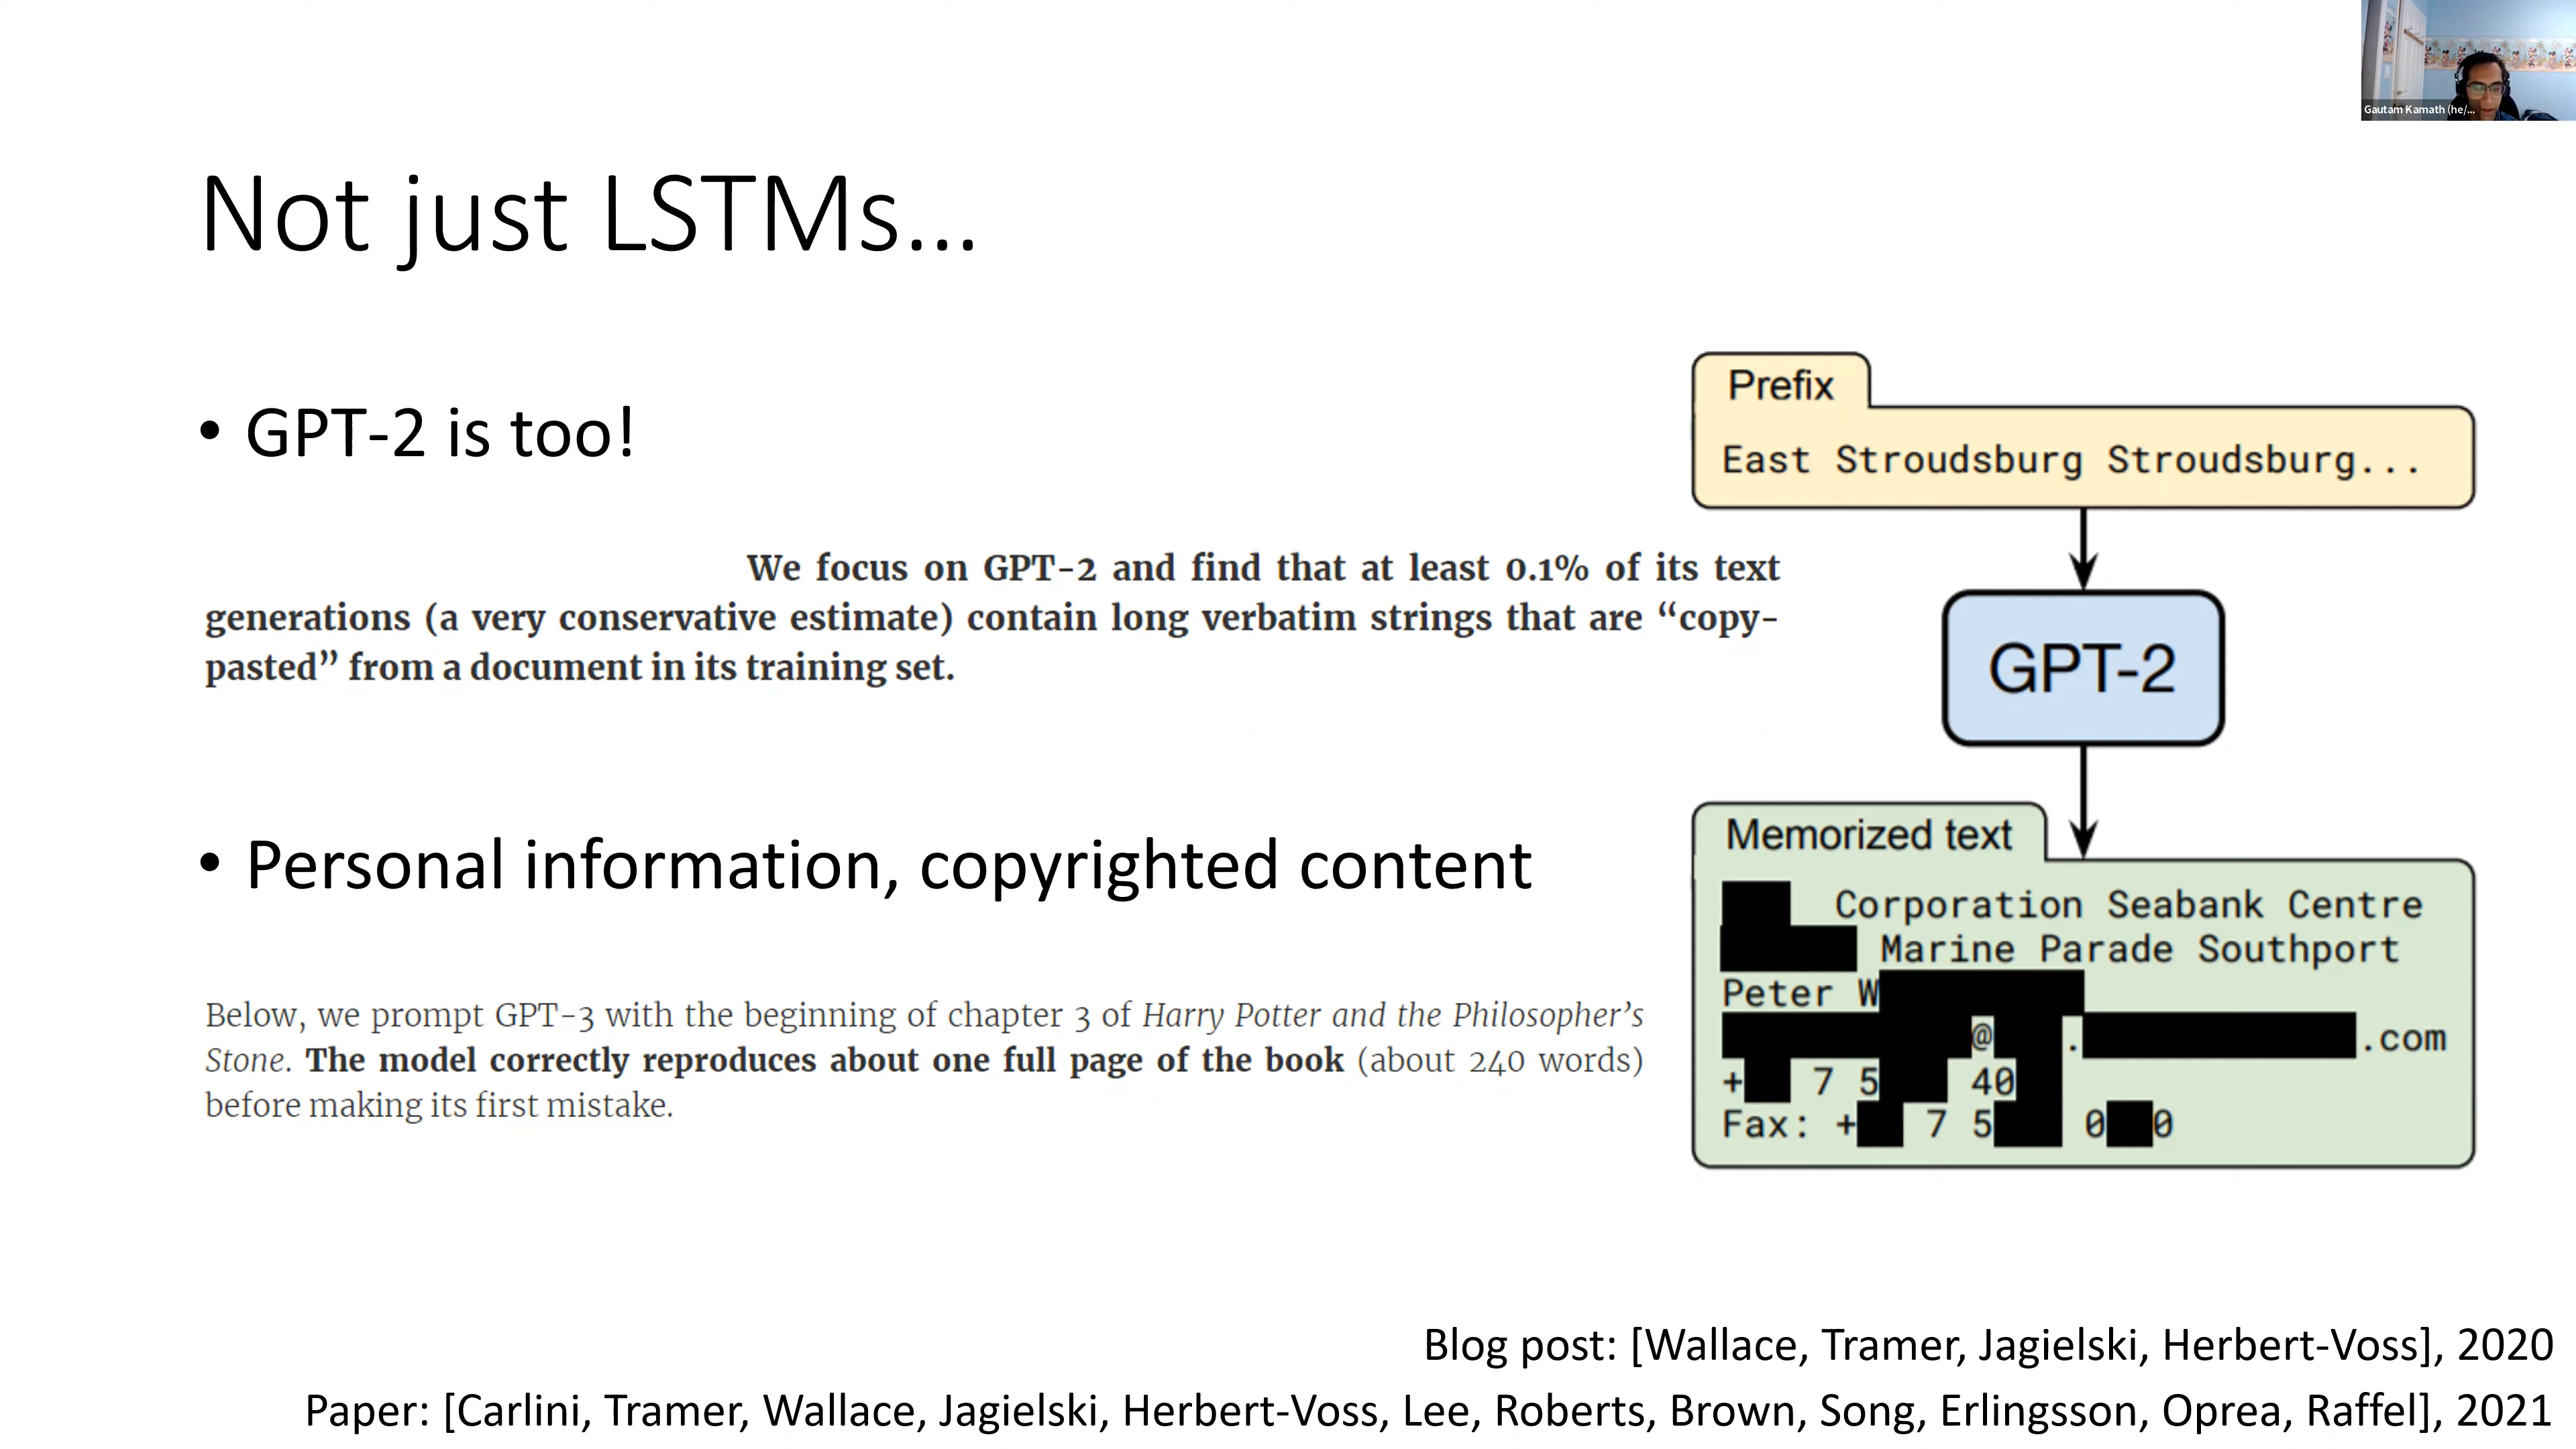 Gautam Kamath (he/...
Not just LSTMs...
• GPT-2 is too!
We focus on GPT-2 and find that at least 0.1% of its text
generations (a very conservative estimate) contain long verbatim strings that are “copy-
pasted” from a document in its training set.
• Personal information, copyrighted content
Below, we prompt GPT-3 with the beginning of chapter 3 of Harry Potter and the Philosopher’s
Stone. The model correctly reproduces about one full page of the book (about 240 words)
before making its first mistake.
Prefix
East Stroudsburg Stroudsburg...
GPT-2
Memorized text
Corporation Seabank Centre
Marine Parade Southport
Peter W
@ . .com
+ 7 5 40
Fax: + 7 5 0 0
Blog post: [Wallace, Tramer, Jagielski, Herbert-Voss], 2020
Paper: [Carlini, Tramer, Wallace, Jagielski, Herbert-Voss, Lee, Roberts, Brown, Song, Erlingsson, Oprea, Raffel], 2021